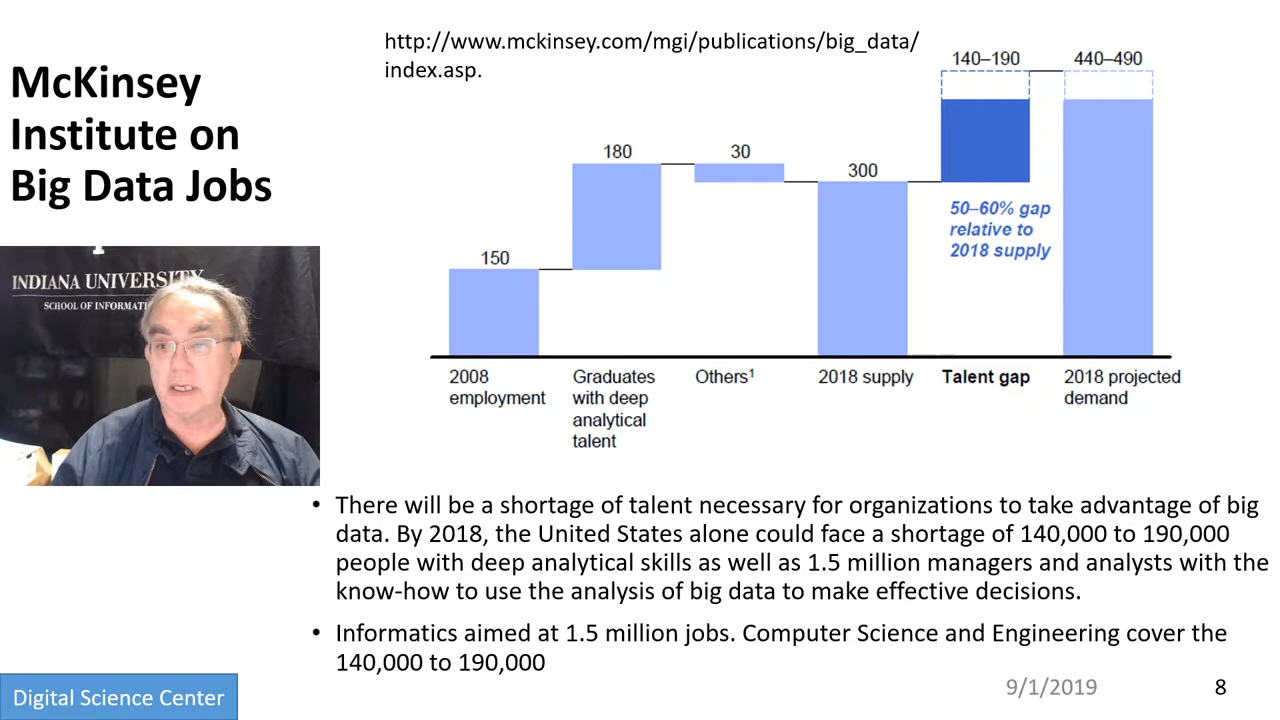 McKinsey
Institute on
Big Data Jobs
http://www.mckinsey.com/mgi/publications/big_data/
index.asp.
150
180
30
300
140–190
440–490
50–60% gap
relative to
2018 supply
2008
employment
Graduates
with deep
analytical
talent
Others¹
2018 supply
Talent gap
2018 projected
demand
INDIANA UNIVERSITY
SCHOOL OF
• There will be a shortage of talent necessary for organizations to take advantage of big
data. By 2018, the United States alone could face a shortage of 140,000 to 190,000
people with deep analytical skills as well as 1.5 million managers and analysts with the
know-how to use the analysis of big data to make effective decisions.
• Informatics aimed at 1.5 million jobs. Computer Science and Engineering cover the
140,000 to 190,000
Digital Science Center
9/1/2019
8